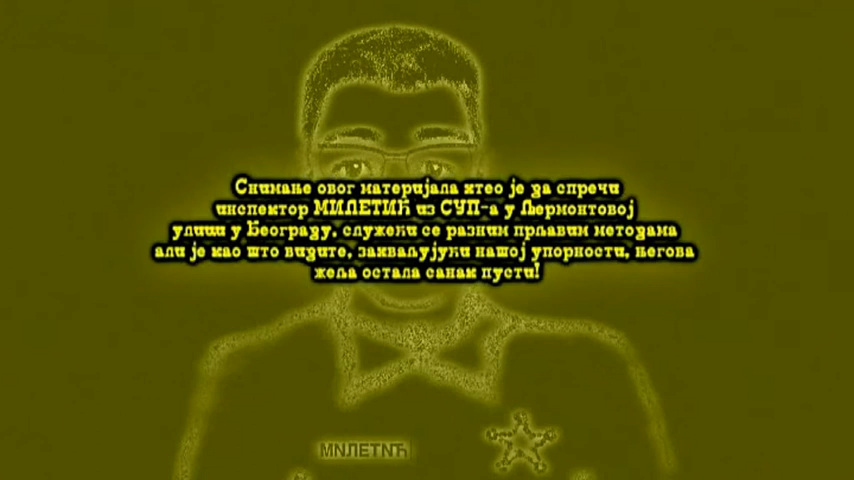 Снимање овог материјала хтео је да спречи
инспектор МИЛЕТИЋ из СУП-а у Љермонтовој
улици у Београду, служећи се разним прљавим методама
али је као што видите, захваљујући нашој упорности, његова
жеља остала санак пусти!
МИЛЕТИЋ